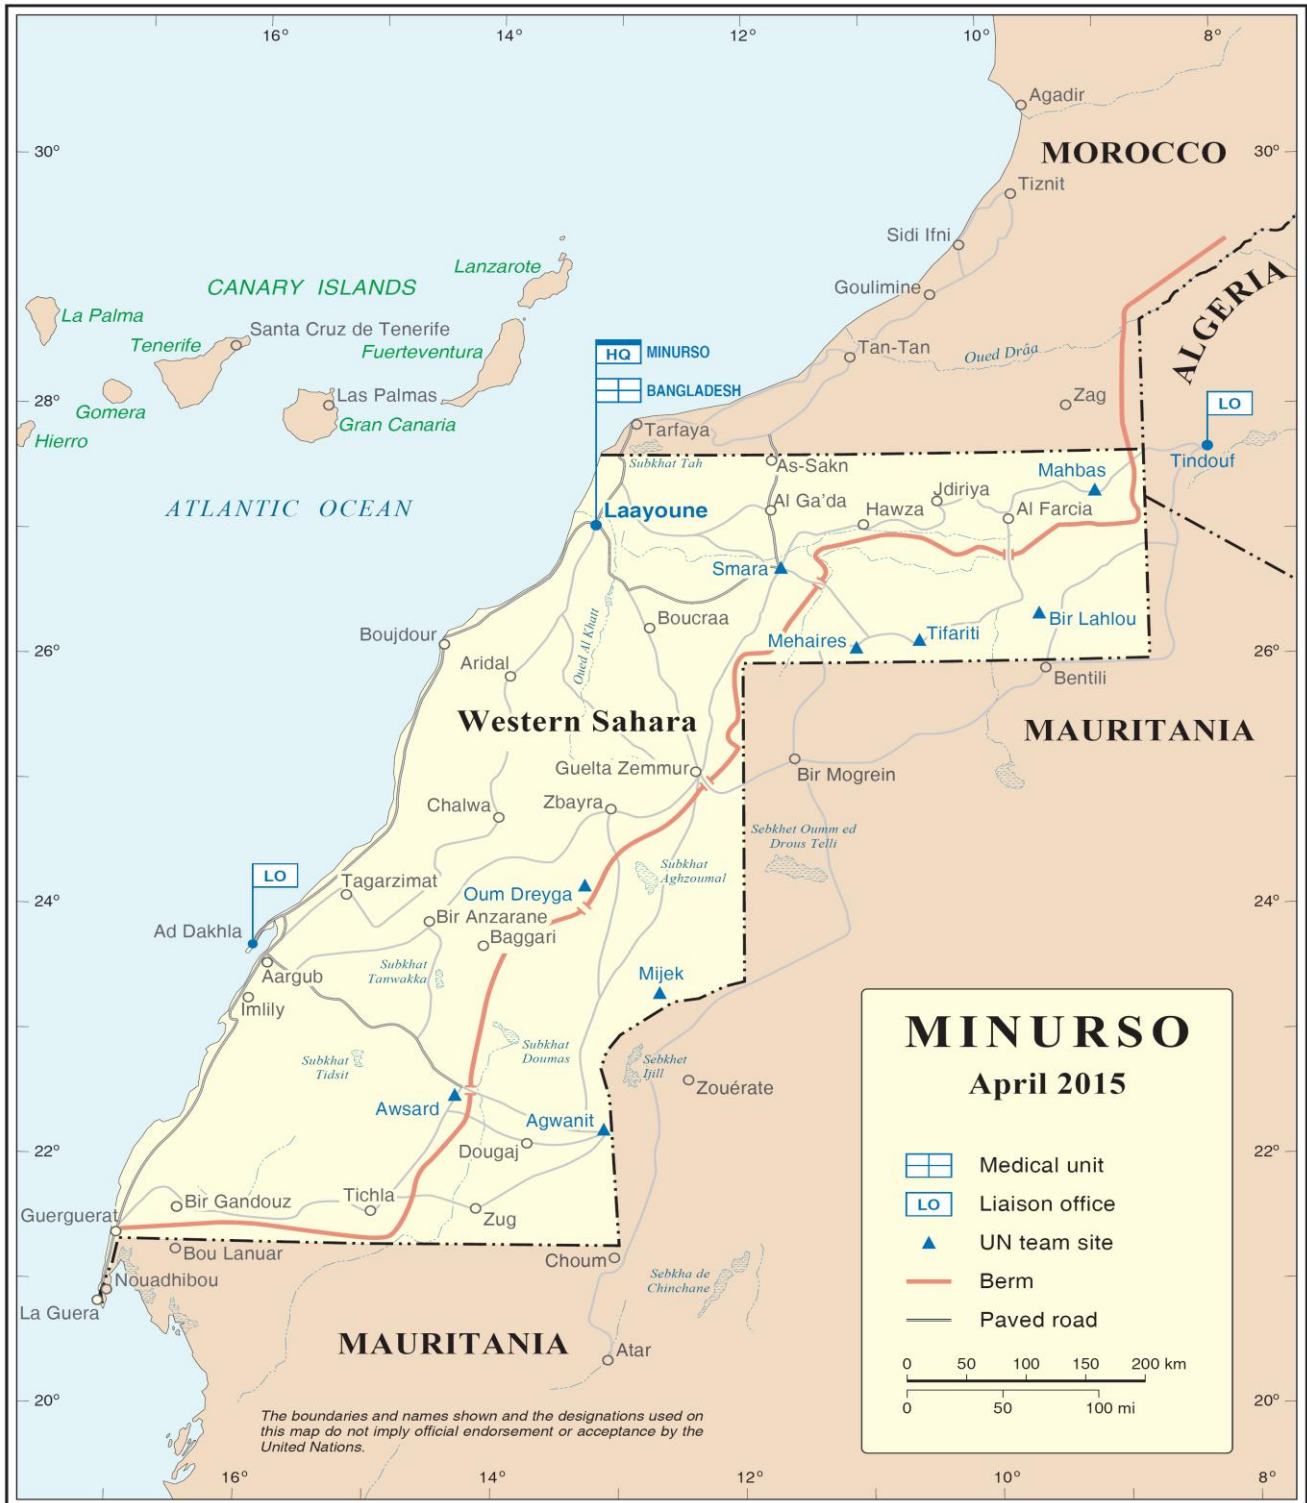 16°
14°
12°
10°
8°
Agadir
30°
MOROCCO
30°
Tiznit
Sidi Ifni
Lanzarote
CANARY ISLANDS
Goulimine
ALGERIA
La Palma
Santa Cruz de Tenerife
Tenerife
Fuerteventura
HQ
MINURSO
Tan-Tan
Oued Drâa
BANGLADESH
Las Palmas
Zag
28°
LO
28°
Gomera
Gran Canaria
Hierro
Tarfaya
Subkhat Tah
As-Sakn
Mahbas
Tindouf
ATLANTIC OCEAN
Laayoune
Al Ga'da
Hawza
Jdiriya
Al Farcia
Smara
Boujdour
Oued Al Khatt
Boucraa
Mehaires
Tifariti
Bir Lahlou
26°
Aridal
Bentili
26°
Western Sahara
MAURITANIA
Guelta Zemmur
Bir Mogrein
Chalwa
Zbayra
Sebkhet Oumm ed
Drous Telli
LO
Tagarzimat
Subkhat
Aghzoumal
24°
Oum Dreyga
24°
Bir Anzarane
Ad Dakhla
Baggari
Aargub
Subkhat
Tanwakka
Mijek
Imlily
Subkhat
Tidsit
Subkhat
Doumas
Sebkhet
Ijill
Zouérate
Awsard
Agwanit
22°
Dougaj
22°
Bir Gandouz
Tichla
Zug
Guerguerat
Bou Lanuar
Choum
Nouadhibou
Sebkha de
Chinchane
La Guera
MAURITANIA
Atar
20°
20°
MINURSO
April 2015
Medical unit
LO
Liaison office
UN team site
Berm
Paved road
0 50 100 150 200 km
0 50 100 mi
The boundaries and names shown and the designations used on
this map do not imply official endorsement or acceptance by the
United Nations.
16°
14°
12°
10°
8°